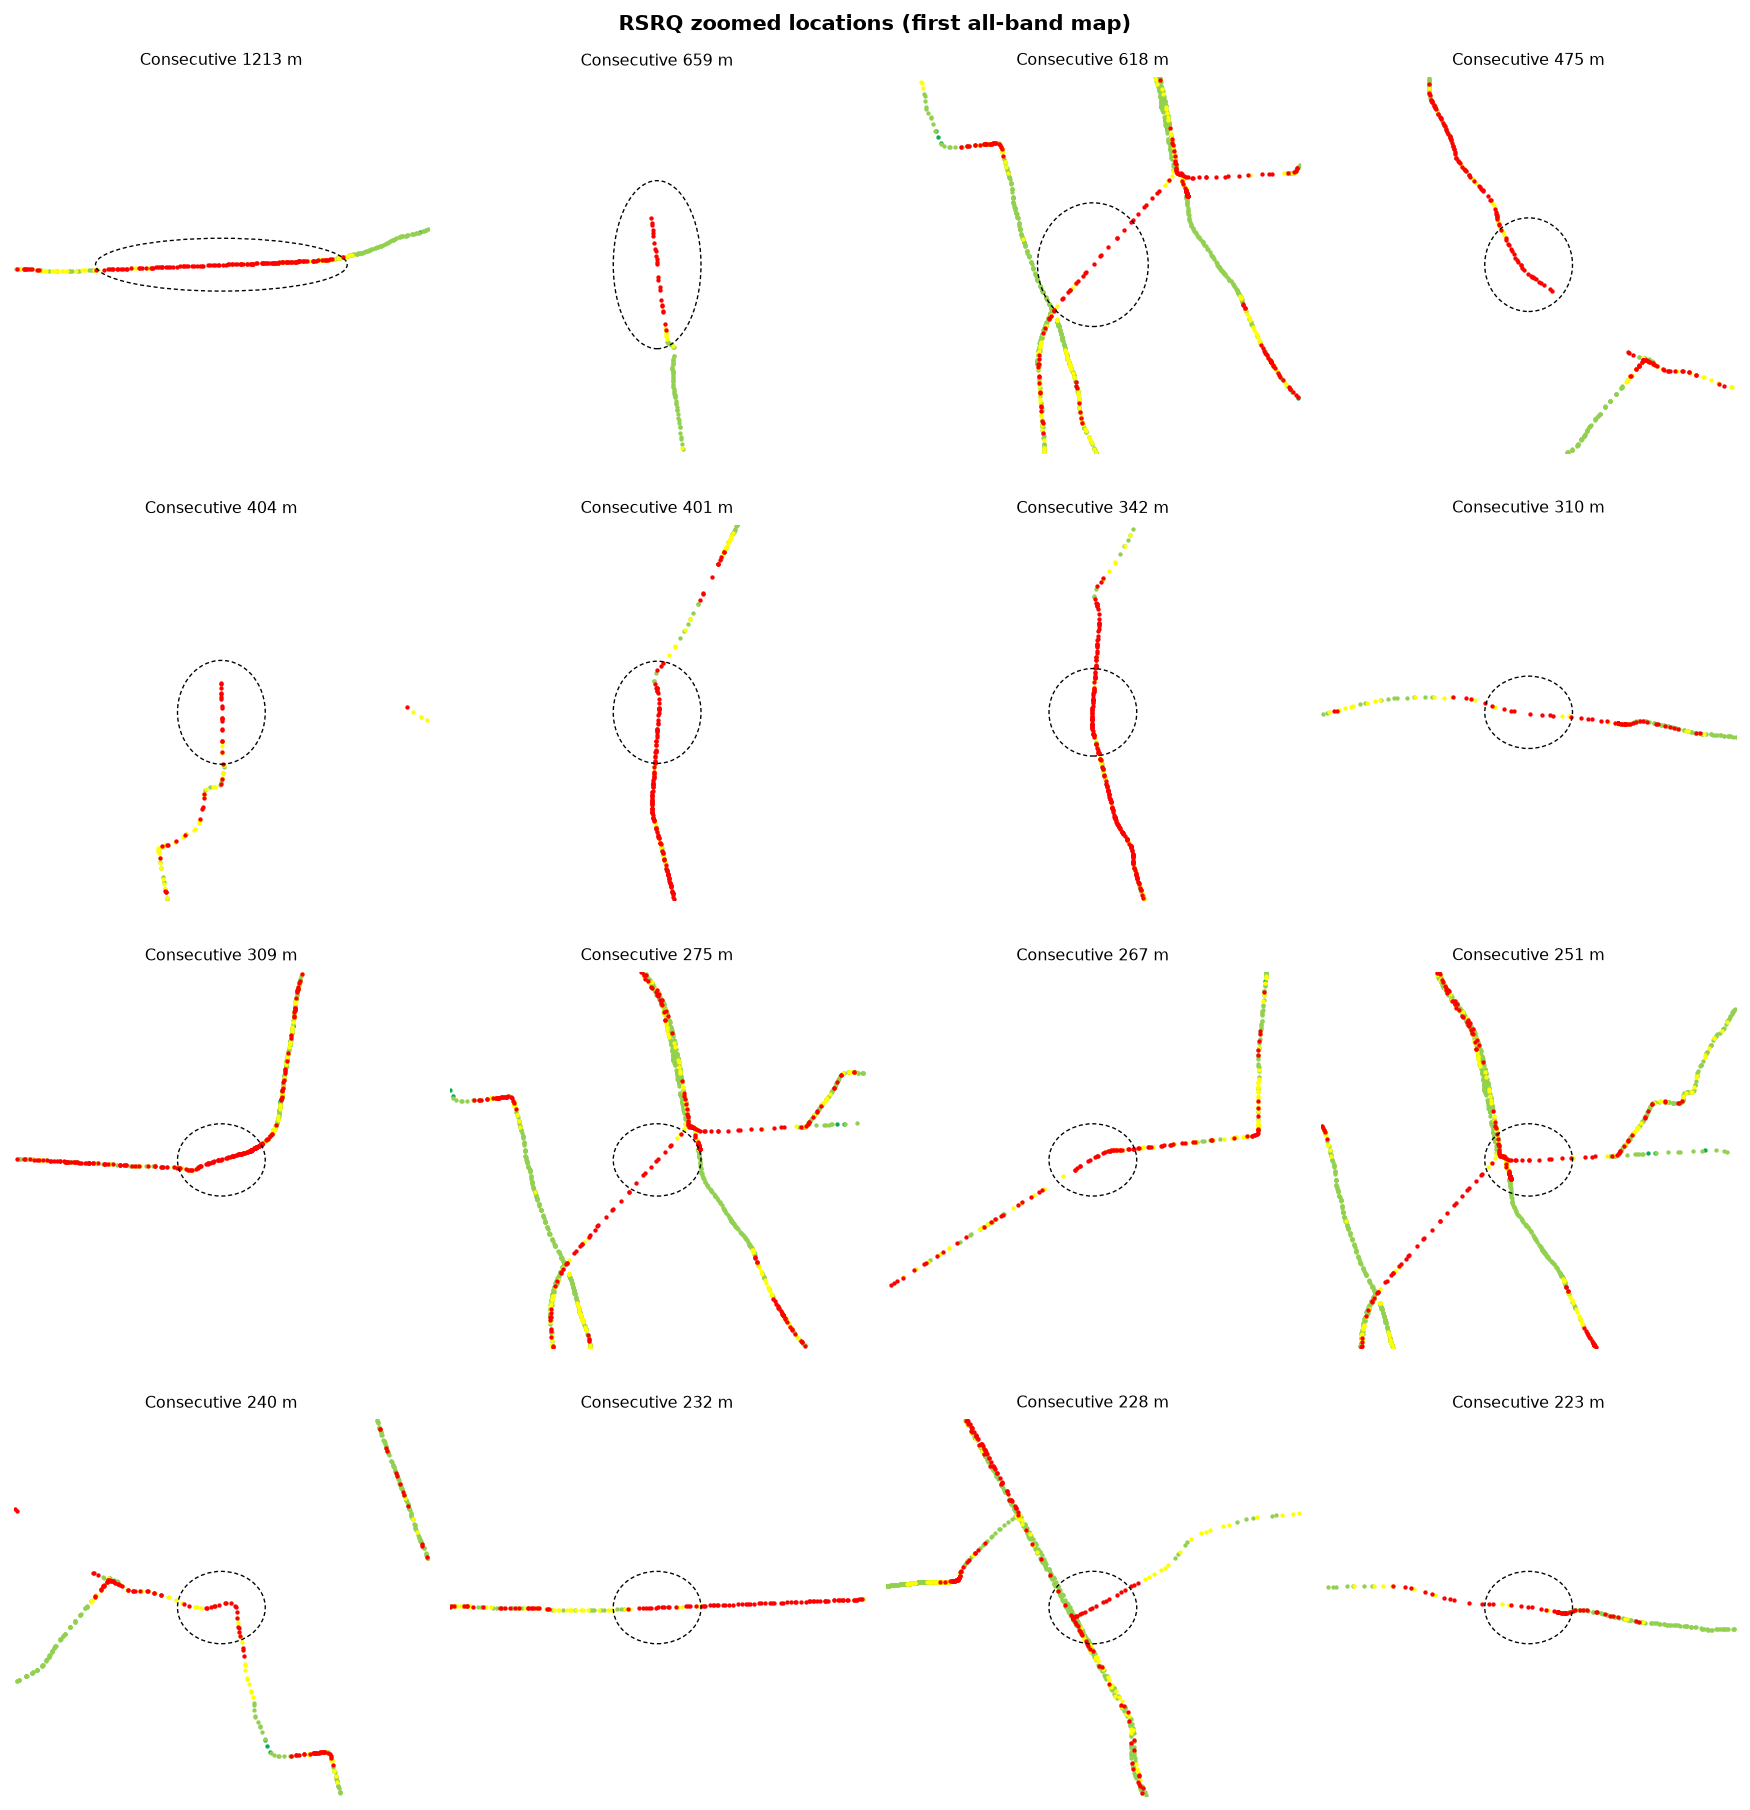 RSRQ zoomed locations (first all-band map)
Consecutive 1213 m
Consecutive 659 m
Consecutive 618 m
Consecutive 475 m
Consecutive 404 m
Consecutive 401 m
Consecutive 342 m
Consecutive 310 m
Consecutive 309 m
Consecutive 275 m
Consecutive 267 m
Consecutive 251 m
Consecutive 240 m
Consecutive 232 m
Consecutive 228 m
Consecutive 223 m